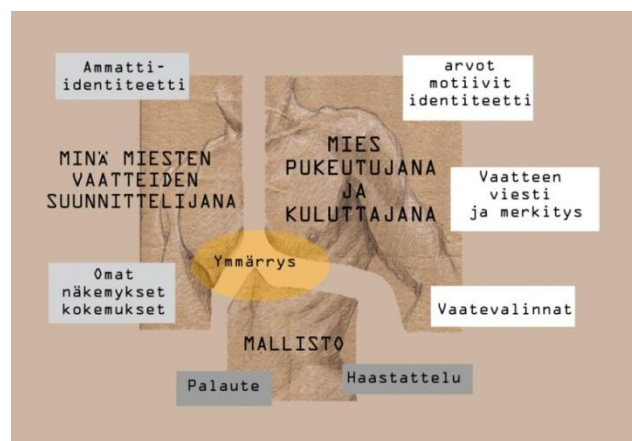 Ammatti-
identiteetti
arvot
motiivit
identiteetti
MINÄ MIESTEN
VAATTEIDEN
SUUNNITTELIJANA
MIES
PUKEUTUJANA
JA
KULUTTAJANA
Vaatteen
viesti
ja merkitys
Ymmärrys
Omat
näkemykset
kokemukset
Vaatevalinnat
MALLISTO
Palaute
Haastattelu